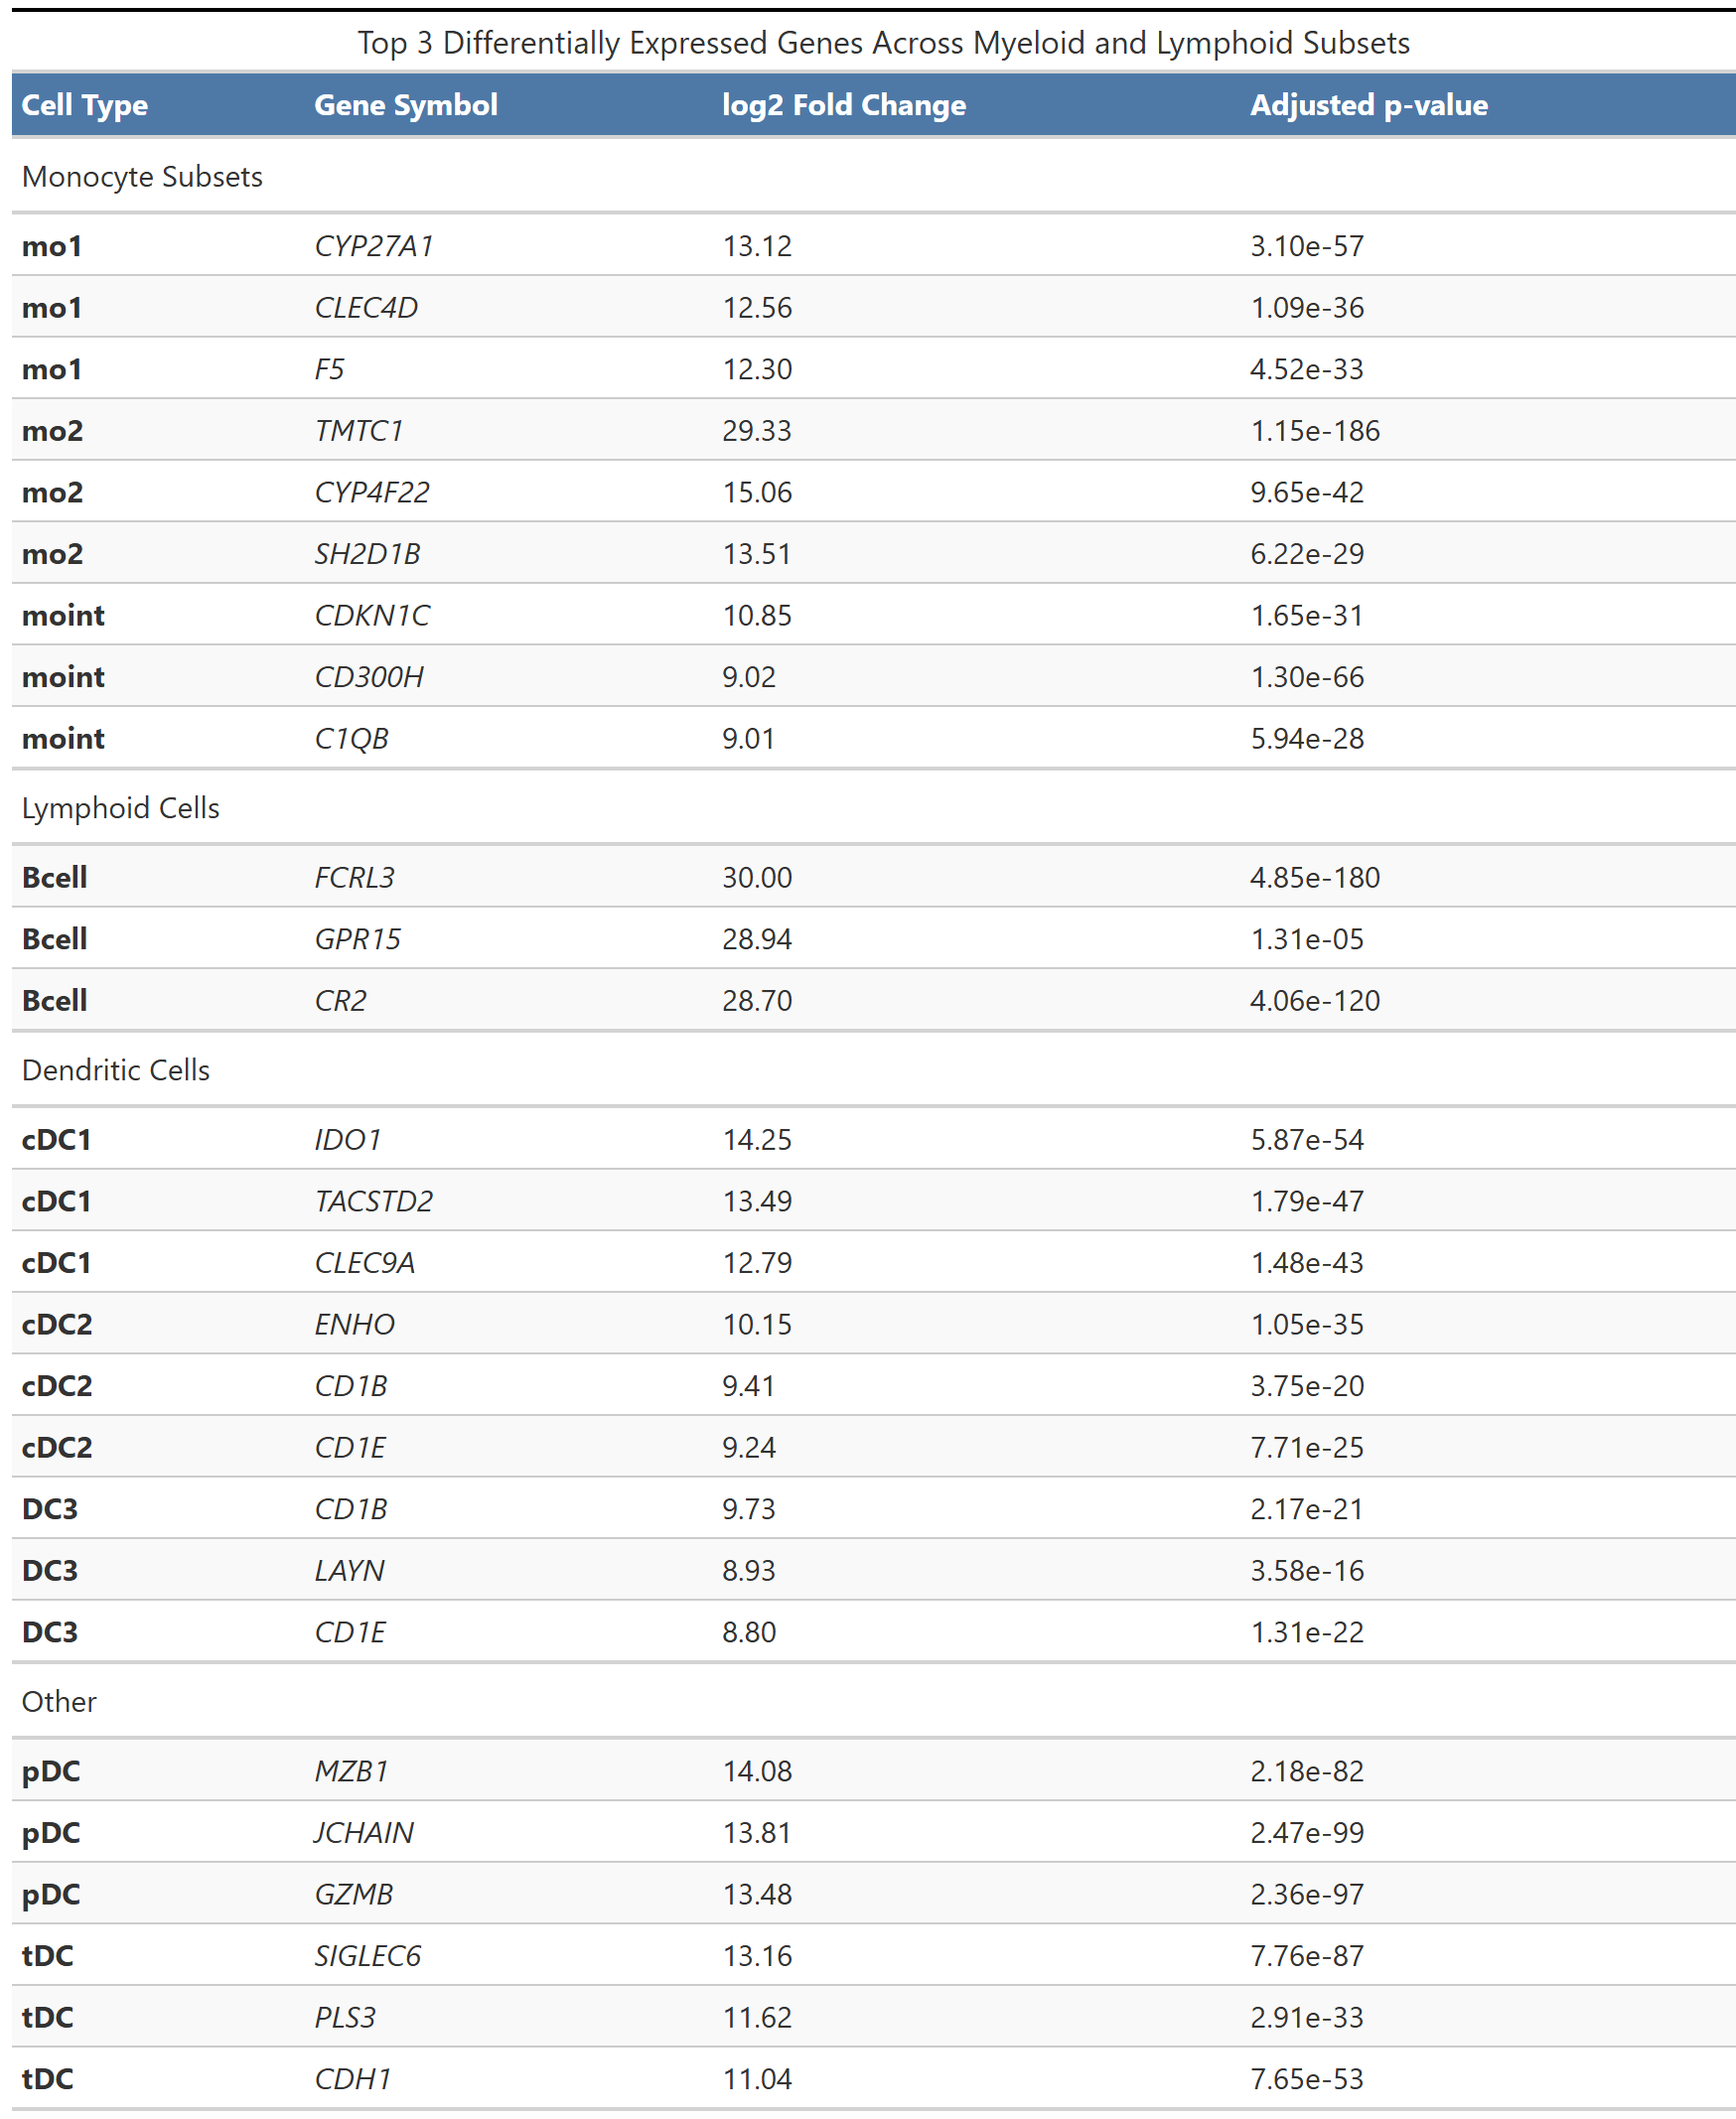 Top 3 Differentially Expressed Genes Across Myeloid and Lymphoid Subsets
Cell Type Gene Symbol log2 Fold Change Adjusted p-value
Monocyte Subsets
mo1 CYP27A1 13.12 3.10e-57
mo1 CLEC4D 12.56 1.09e-36
mo1 F5 12.30 4.52e-33
mo2 TMTC1 29.33 1.15e-186
mo2 CYP4F22 15.06 9.65e-42
mo2 SH2D1B 13.51 6.22e-29
moint CDKN1C 10.85 1.65e-31
moint CD300H 9.02 1.30e-66
moint C1QB 9.01 5.94e-28
Lymphoid Cells
Bcell FCRL3 30.00 4.85e-180
Bcell GPR15 28.94 1.31e-05
Bcell CR2 28.70 4.06e-120
Dendritic Cells
cDC1 IDO1 14.25 5.87e-54
cDC1 TACSTD2 13.49 1.79e-47
cDC1 CLEC9A 12.79 1.48e-43
cDC2 ENHO 10.15 1.05e-35
cDC2 CD1B 9.41 3.75e-20
cDC2 CD1E 9.24 7.71e-25
DC3 CD1B 9.73 2.17e-21
DC3 LAYN 8.93 3.58e-16
DC3 CD1E 8.80 1.31e-22
Other
pDC MZB1 14.08 2.18e-82
pDC JCHAIN 13.81 2.47e-99
pDC GZMB 13.48 2.36e-97
tDC SIGLEC6 13.16 7.76e-87
tDC PLS3 11.62 2.91e-33
tDC CDH1 11.04 7.65e-53